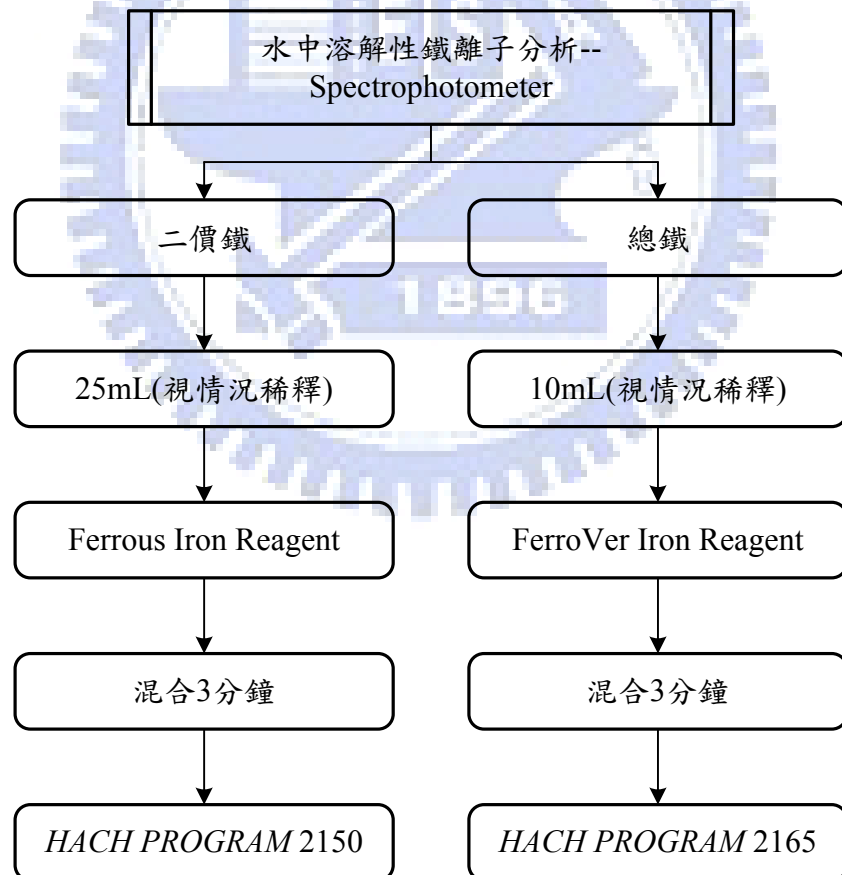 水中溶解性鐵離子分析--
Spectrophotometer
二價鐵
總鐵
1896
25mL(視情況稀釋)
10mL(視情況稀釋)
Ferrous Iron Reagent
FerroVer Iron Reagent
混合3分鐘
混合3分鐘
HACH PROGRAM 2150
HACH PROGRAM 2165